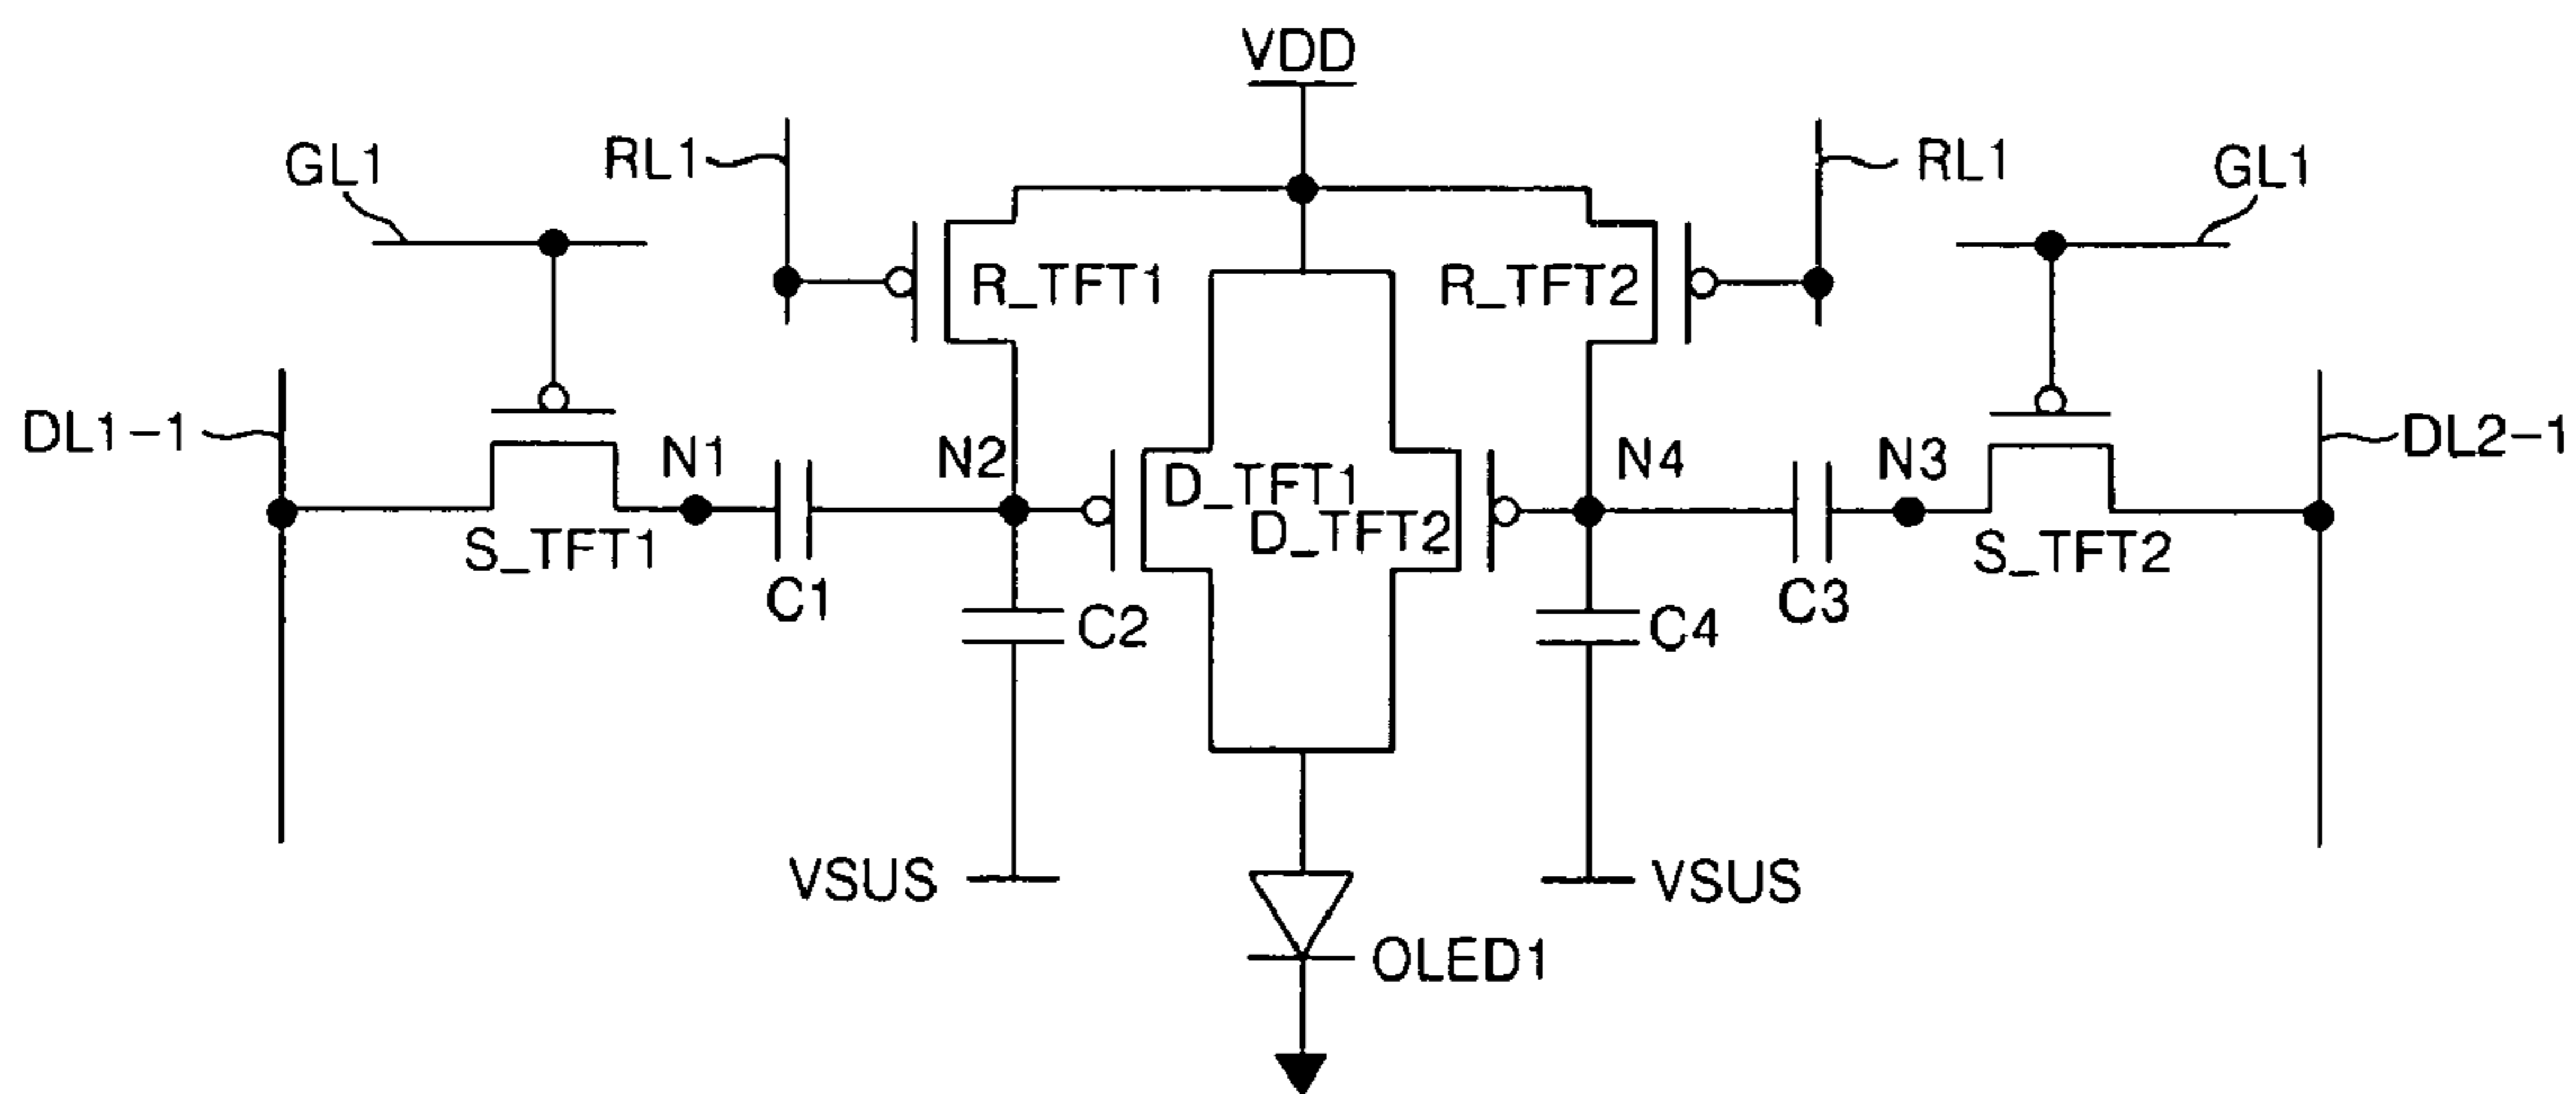 VDD
GL1
RL1
RL1
GL1
R_TFT1
R_TFT2
DL1-1
N1
N2
D_TFT1
D_TFT2
N4
N3
DL2-1
S_TFT1
S_TFT2
C1
C2
C4
C3
VSUS
VSUS
OLED1